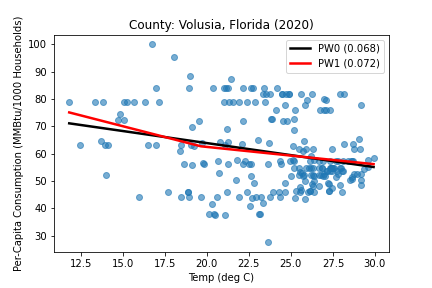 County: Volusia, Florida (2020)
Per-Capita Consumption (MMBtu/1000 Households)
100
90
80
70
60
50
40
30
PW0 (0.068)
PW1 (0.072)
12.5 15.0 17.5 20.0 22.5 25.0 27.5 30.0
Temp (deg C)